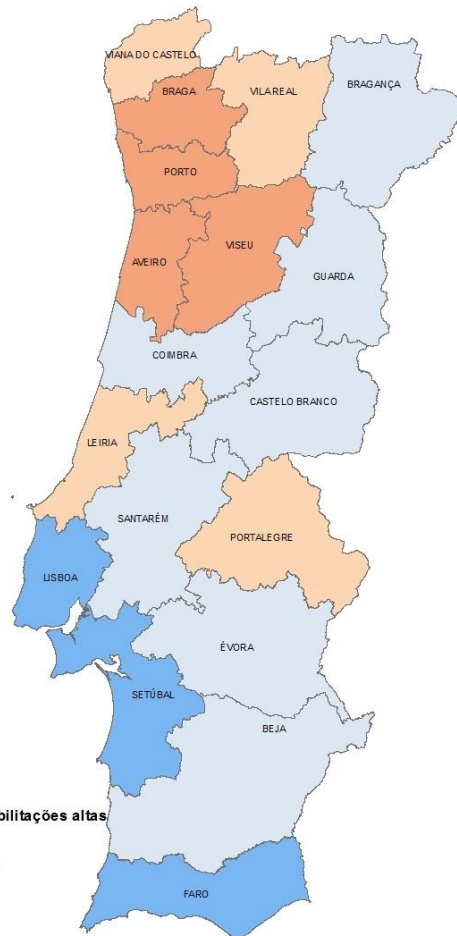 VIANA DO CASTELO
BRAGA
VILA REAL
BRAGANÇA
PORTO
AVEIRO
VISEU
GUARDA
COIMBRA
CASTELO BRANCO
LEIRIA
SANTARÉM
PORTALEGRE
LISBOA
ÉVORA
SETÚBAL
BEJA
bilitações altas
FARO